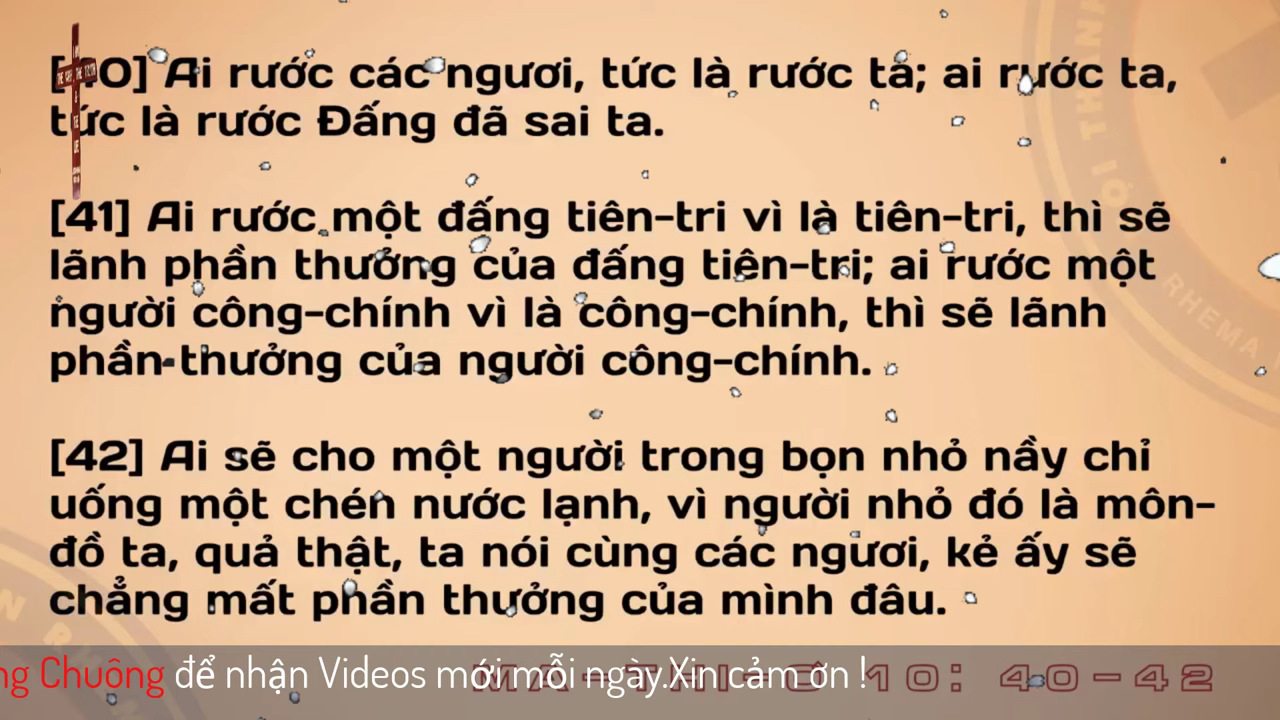 [40] Ai rước các ngươi, tức là rước ta; ai rước ta,
tức là rước Đấng đã sai ta.
[41] Ai rước một đấng tiên-tri vì là tiên-tri, thì sẽ
lãnh phần thưởng của đấng tiên-tri; ai rước một
người công-chính vì là công-chính, thì sẽ lãnh
phần thưởng của người công-chính.
[42] Ai sẽ cho một người trong bọn nhỏ nầy chỉ
uống một chén nước lạnh, vì người nhỏ đó là môn-
đồ ta, quả thật, ta nói cùng các ngươi, kẻ ấy sẽ
chẳng mất phần thưởng của mình đâu.
Chuông để nhận Videos mới mỗi ngày.Xin cảm ơn !
MA-THI-Ơ 10: 40-42
RHEMA